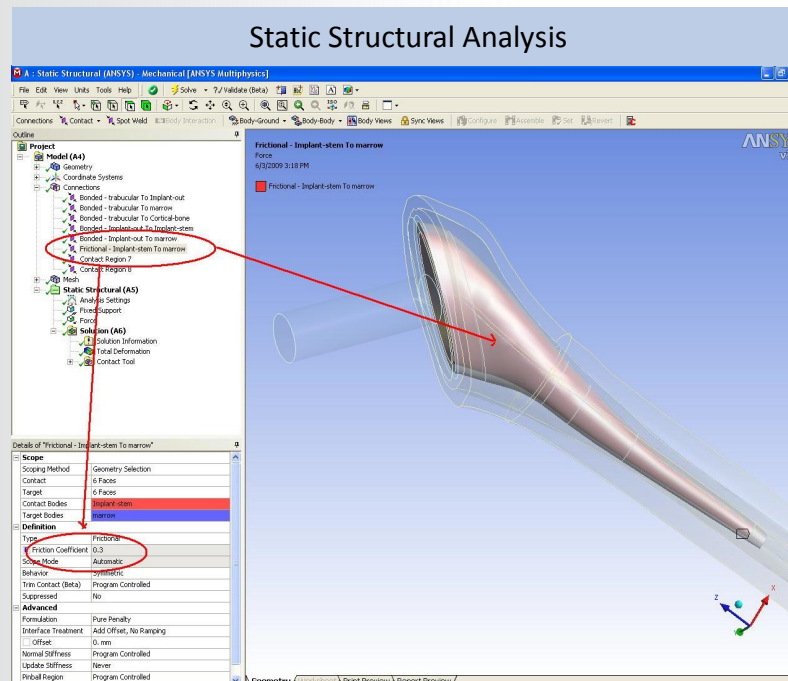 Static Structural Analysis
A : Static Structural (ANSYS) - Mechanical [ANSYS Multiphysics]
File Edit View Units Tools Help Solve ?/ Validate (Beta)
Connections Contact Spot Weld Body Interaction Body-Ground Body-Body Body Views Sync Views Configure Assemble Set Revert
Outline
Project
Model (A4)
Geometry
Coordinate Systems
Connections
Bonded - trabucular To Implant-out
Bonded - trabucular To marrow
Bonded - trabucular To Cortical-bone
Bonded - Implant-out To Implant-stem
Bonded - Implant-out To marrow
Frictional - Implant-stem To marrow
Contact Region 7
Contact Region 8
Mesh
Static Structural (A5)
Analysis Settings
Fixed Support
Force
Solution (A6)
Solution Information
Total Deformation
Contact Tool
Frictional - Implant-stem To marrow
Force
6/3/2009 3:18 PM
Frictional - Implant-stem To marrow
ANSY
Z
X
Details of "Frictional - Implant-stem To marrow"
Scope
Scoping Method Geometry Selection
Contact 6 Faces
Target 6 Faces
Contact Bodies Implant-stem
Target Bodies marrow
Definition
Type Frictional
Friction Coefficient 0.3
Scope Mode Automatic
Behavior Symmetric
Trim Contact (Beta) Program Controlled
Suppressed No
Advanced
Formulation Pure Penalty
Interface Treatment Add Offset, No Ramping
Offset 0. mm
Normal Stiffness Program Controlled
Update Stiffness Never
Pinball Region Program Controlled
Geometry Worksheet Print Preview Report Preview